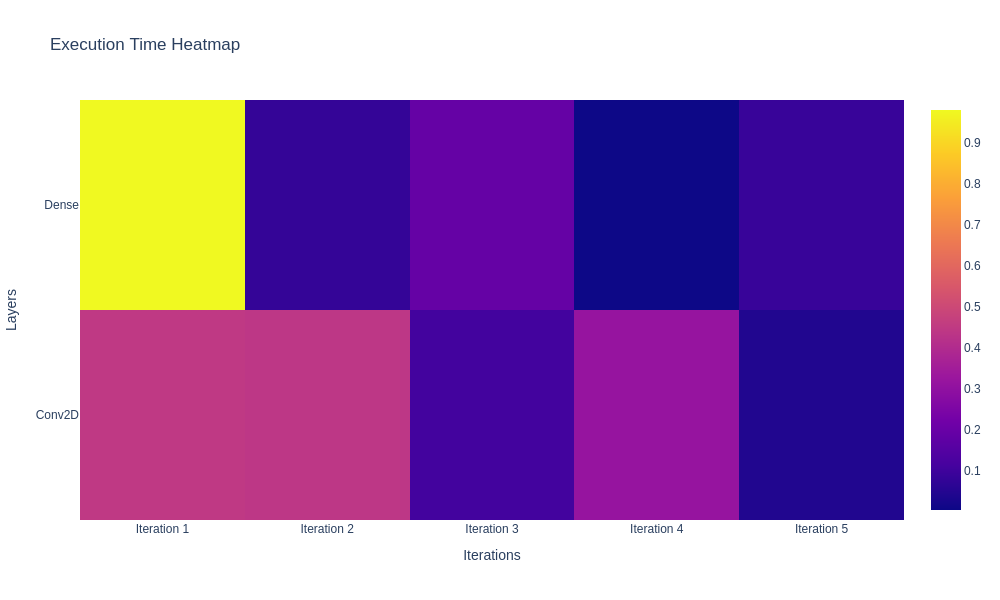 Execution Time Heatmap
Layers
Dense
Conv2D
Iteration 1
Iteration 2
Iteration 3
Iteration 4
Iteration 5
Iterations
0.9
0.8
0.7
0.6
0.5
0.4
0.3
0.2
0.1